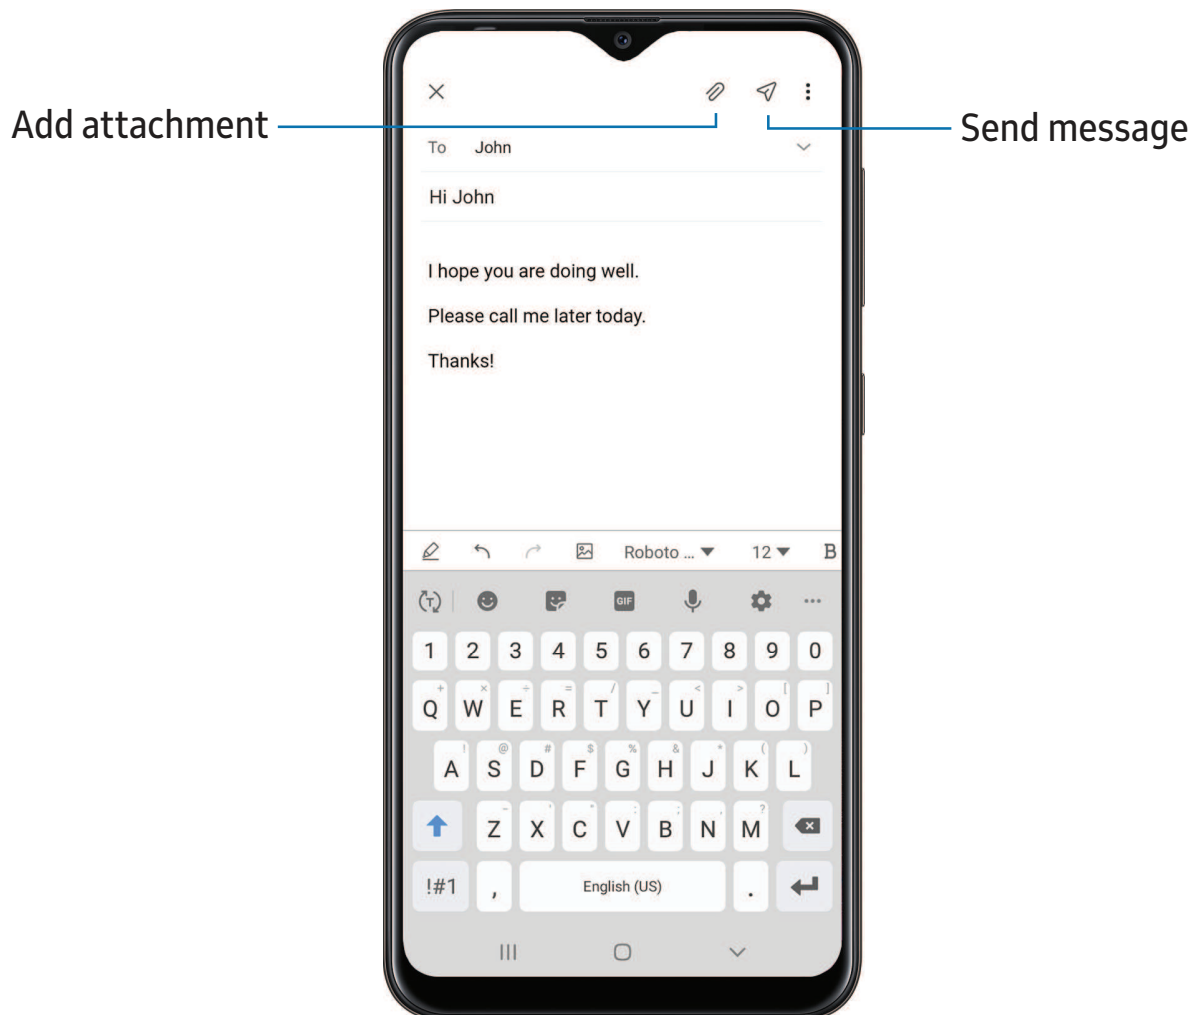 Add attachment
Send message
To John
Hi John
I hope you are doing well.
Please call me later today.
Thanks!
Roboto ... 12 B
T GIF ...
1 2 3 4 5 6 7 8 9 0
+ × ÷ = / _ < > [ ]
Q W E R T Y U I O P
! @ # $ % & * ( )
A S D F G H J K L
- ' " : ; , ?
Z X C V B N M
!#1 , English (US) .